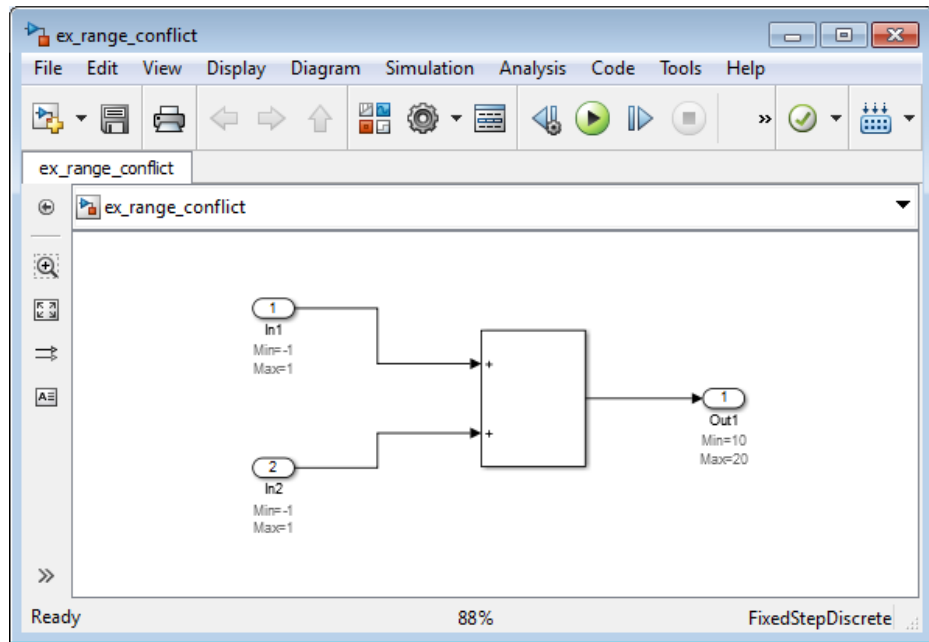 ex_range_conflict
File Edit View Display Diagram Simulation Analysis Code Tools Help
»
ex_range_conflict
ex_range_conflict
1
In1
Min=-1
Max=1
+
+
1
Out1
Min=10
Max=20
2
In2
Min=-1
Max=1
»
Ready 88% FixedStepDiscrete